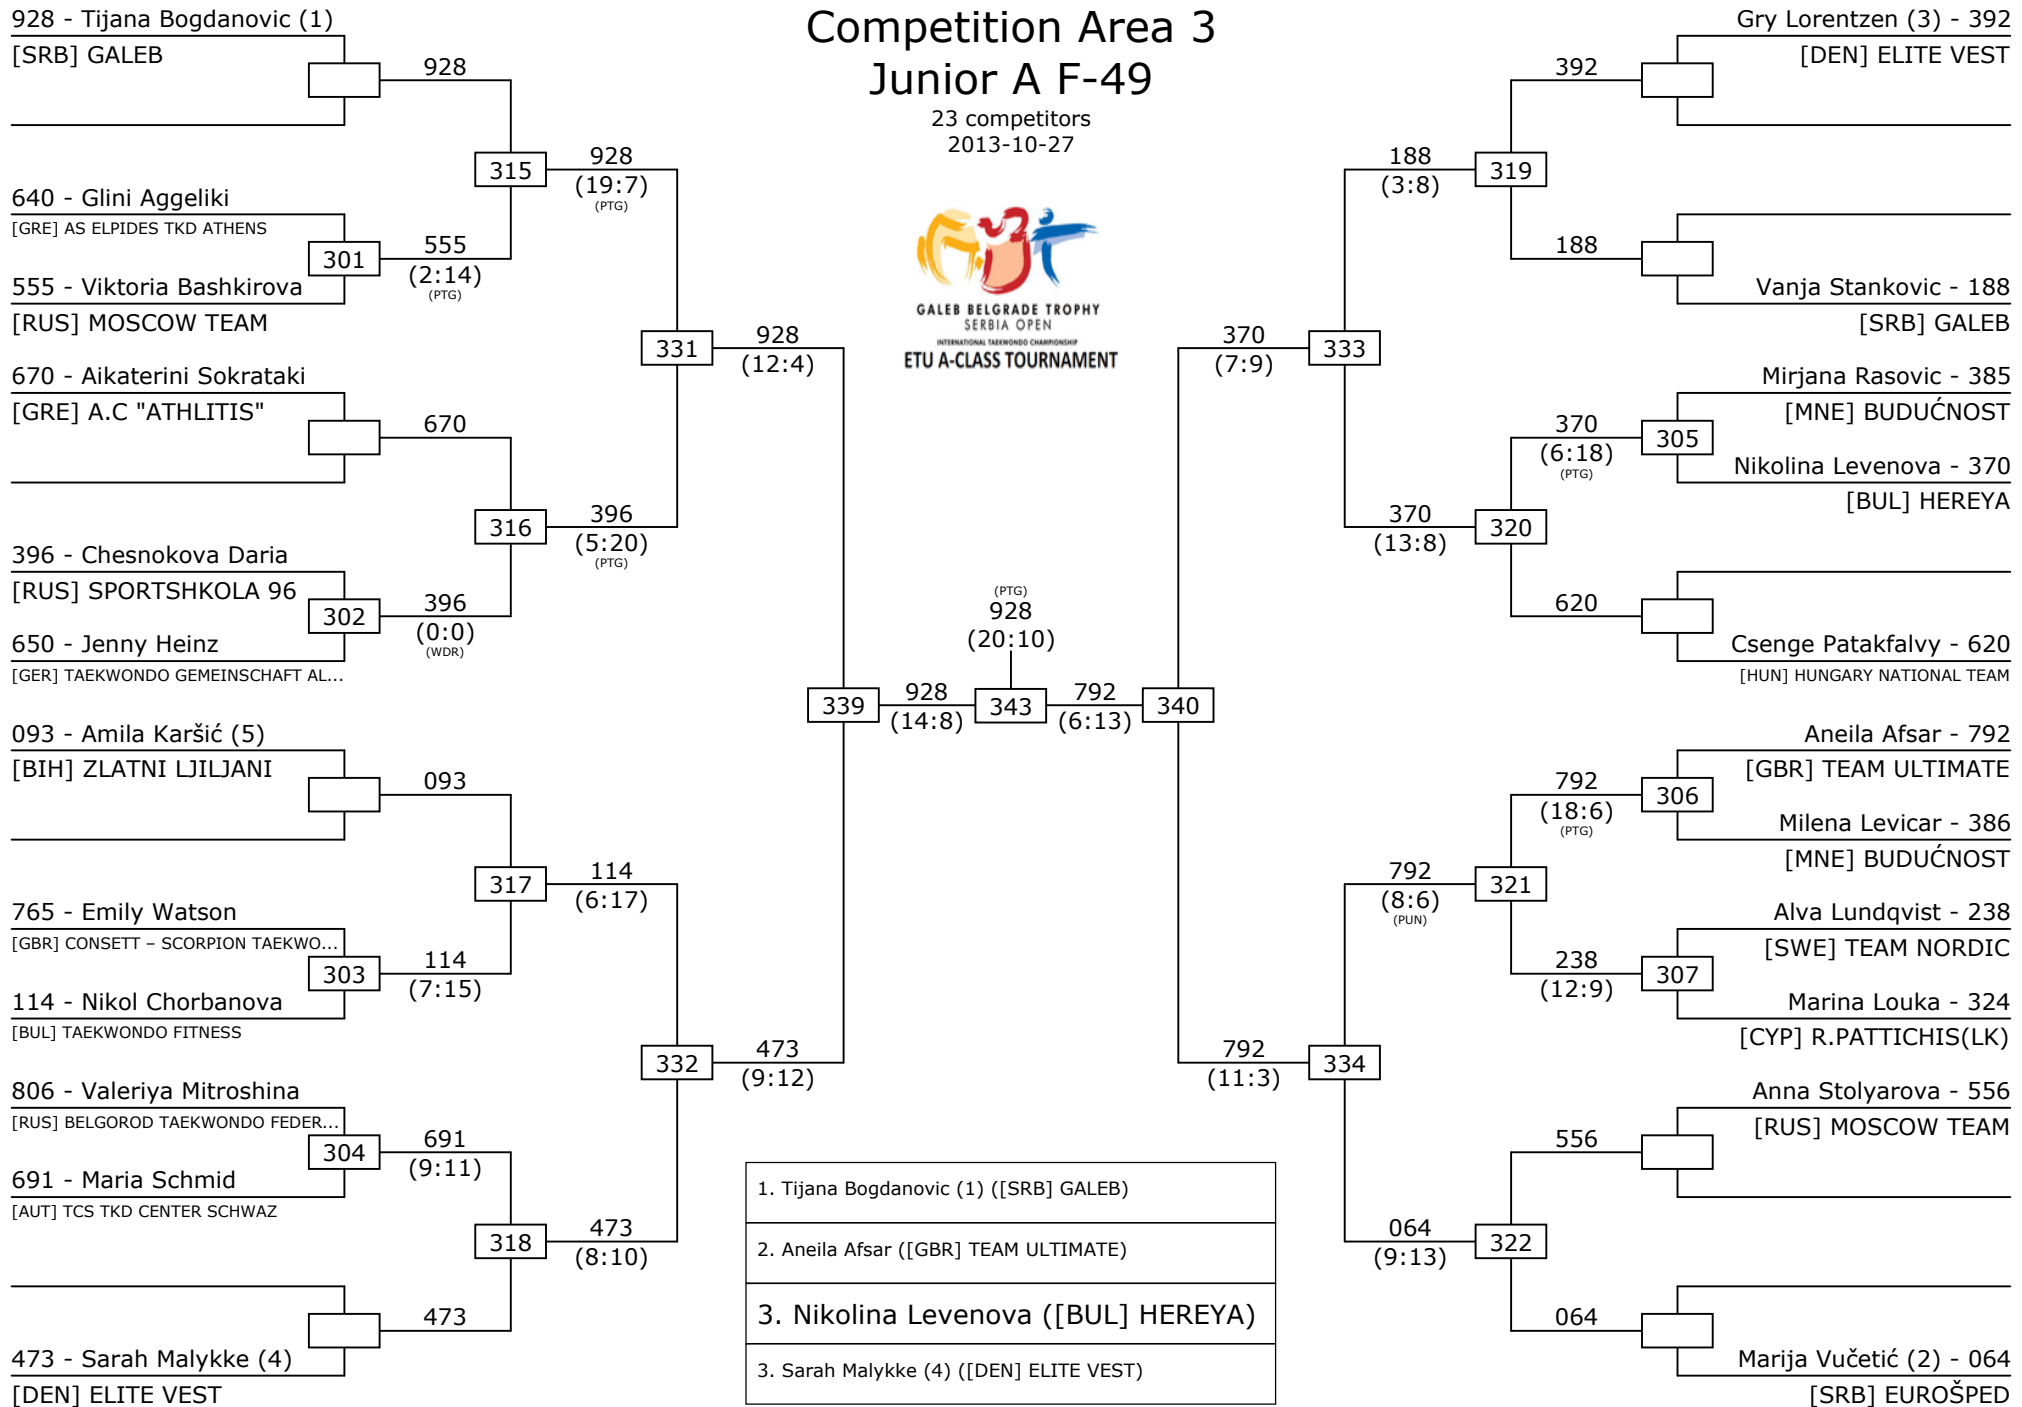 Competition Area 3
Junior A F-49
23 competitors
2013-10-27
GALEB BELGRADE TROPHY
SERBIA OPEN
INTERNATIONAL TAEKWONDO CHAMPIONSHIP
ETU A-CLASS TOURNAMENT
928 - Tijana Bogdanovic (1)
[SRB] GALEB
928
315
928
(19:7)
(PTG)
640 - Glini Aggeliki
[GRE] AS ELPIDES TKD ATHENS
301
555
(2:14)
(PTG)
555 - Viktoria Bashkirova
[RUS] MOSCOW TEAM
331
928
(12:4)
670 - Aikaterini Sokrataki
[GRE] A.C "ATHLITIS"
670
316
396
(5:20)
(PTG)
396 - Chesnokova Daria
[RUS] SPORTSHKOLA 96
302
396
(0:0)
(WDR)
650 - Jenny Heinz
[GER] TAEKWONDO GEMEINSCHAFT AL...
339
928
(14:8)
093 - Amila Karšić (5)
[BIH] ZLATNI LJILJANI
093
317
114
(6:17)
765 - Emily Watson
[GBR] CONSETT – SCORPION TAEKWO...
303
114
(7:15)
114 - Nikol Chorbanova
[BUL] TAEKWONDO FITNESS
332
473
(9:12)
806 - Valeriya Mitroshina
[RUS] BELGOROD TAEKWONDO FEDER...
304
691
(9:11)
691 - Maria Schmid
[AUT] TCS TKD CENTER SCHWAZ
318
473
(8:10)
473
473 - Sarah Malykke (4)
[DEN] ELITE VEST
(PTG)
928
(20:10)
343
792
(6:13)
340
Gry Lorentzen (3) - 392
[DEN] ELITE VEST
392
188
(3:8)
319
188
Vanja Stankovic - 188
[SRB] GALEB
370
(7:9)
333
Mirjana Rasovic - 385
[MNE] BUDUĆNOST
370
(6:18)
(PTG)
305
Nikolina Levenova - 370
[BUL] HEREYA
370
(13:8)
320
620
Csenge Patakfalvy - 620
[HUN] HUNGARY NATIONAL TEAM
Aneila Afsar - 792
[GBR] TEAM ULTIMATE
792
(18:6)
(PTG)
306
Milena Levicar - 386
[MNE] BUDUĆNOST
792
(8:6)
(PUN)
321
Alva Lundqvist - 238
[SWE] TEAM NORDIC
238
(12:9)
307
Marina Louka - 324
[CYP] R.PATTICHIS(LK)
792
(11:3)
334
Anna Stolyarova - 556
[RUS] MOSCOW TEAM
556
064
(9:13)
322
064
Marija Vučetić (2) - 064
[SRB] EUROŠPED
1. Tijana Bogdanovic (1) ([SRB] GALEB)
2. Aneila Afsar ([GBR] TEAM ULTIMATE)
3. Nikolina Levenova ([BUL] HEREYA)
3. Sarah Malykke (4) ([DEN] ELITE VEST)